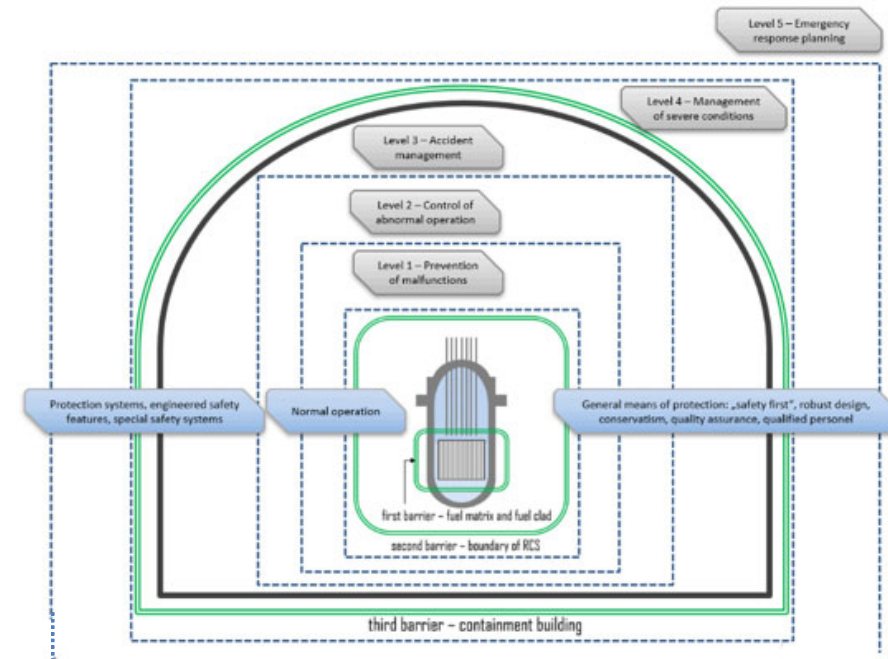 Level 5 – Emergency
response planning
Level 4 – Management
of severe conditions
Level 3 – Accident
management
Level 2 – Control of
abnormal operation
Level 1 – Prevention
of malfunctions
Protection systems, engineered safety
features, special safety systems
Normal operation
General means of protection: „safety first“, robust design,
conservatism, quality assurance, qualified personel
first barrier – fuel matrix and fuel clad
second barrier – boundary of RCS
third barrier – containment building